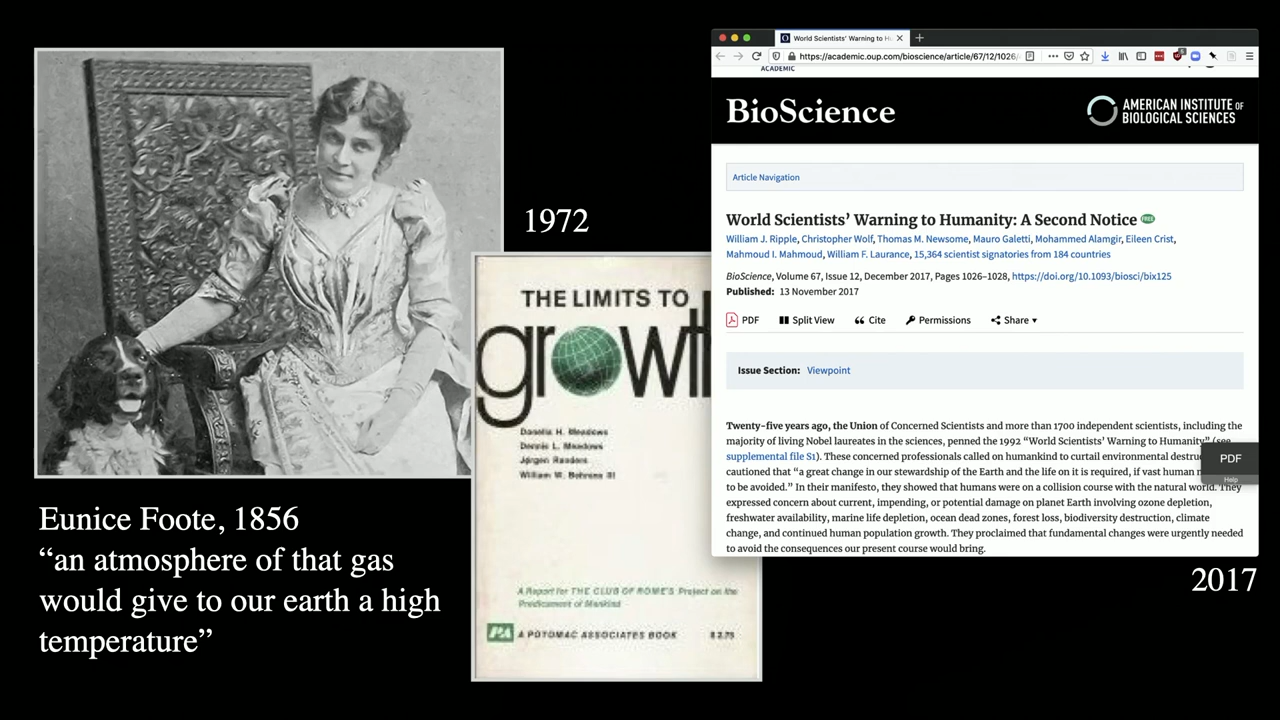 Eunice Foote, 1856
“an atmosphere of that gas
would give to our earth a high
temperature”
1972
THE LIMITS TO
growth
Donella H. Meadows
Dennis L. Meadows
Jørgen Randers
William W. Behrens III
A Report for THE CLUB OF ROME'S Project on the
Predicament of Mankind
PA A POTOMAC ASSOCIATES BOOK $2.75
World Scientists' Warning to H
https://academic.oup.com/bioscience/article/67/12/1026
ACADEMIC
BioScience
AMERICAN INSTITUTE OF
BIOLOGICAL SCIENCES
Article Navigation
World Scientists’ Warning to Humanity: A Second Notice FREE
William J. Ripple, Christopher Wolf, Thomas M. Newsome, Mauro Galetti, Mohammed Alamgir, Eileen Crist,
Mahmoud I. Mahmoud, William F. Laurance, 15,364 scientist signatories from 184 countries
BioScience, Volume 67, Issue 12, December 2017, Pages 1026–1028, https://doi.org/10.1093/biosci/bix125
Published: 13 November 2017
PDF Split View Cite Permissions Share
Issue Section: Viewpoint
Twenty-five years ago, the Union of Concerned Scientists and more than 1700 independent scientists, including the
majority of living Nobel laureates in the sciences, penned the 1992 “World Scientists’ Warning to Humanity” (see
supplemental file S1). These concerned professionals called on humankind to curtail environmental destruc
cautioned that “a great change in our stewardship of the Earth and the life on it is required, if vast human
to be avoided.” In their manifesto, they showed that humans were on a collision course with the natural world. They
expressed concern about current, impending, or potential damage on planet Earth involving ozone depletion,
freshwater availability, marine life depletion, ocean dead zones, forest loss, biodiversity destruction, climate
change, and continued human population growth. They proclaimed that fundamental changes were urgently needed
to avoid the consequences our present course would bring.
PDF
Help
2017